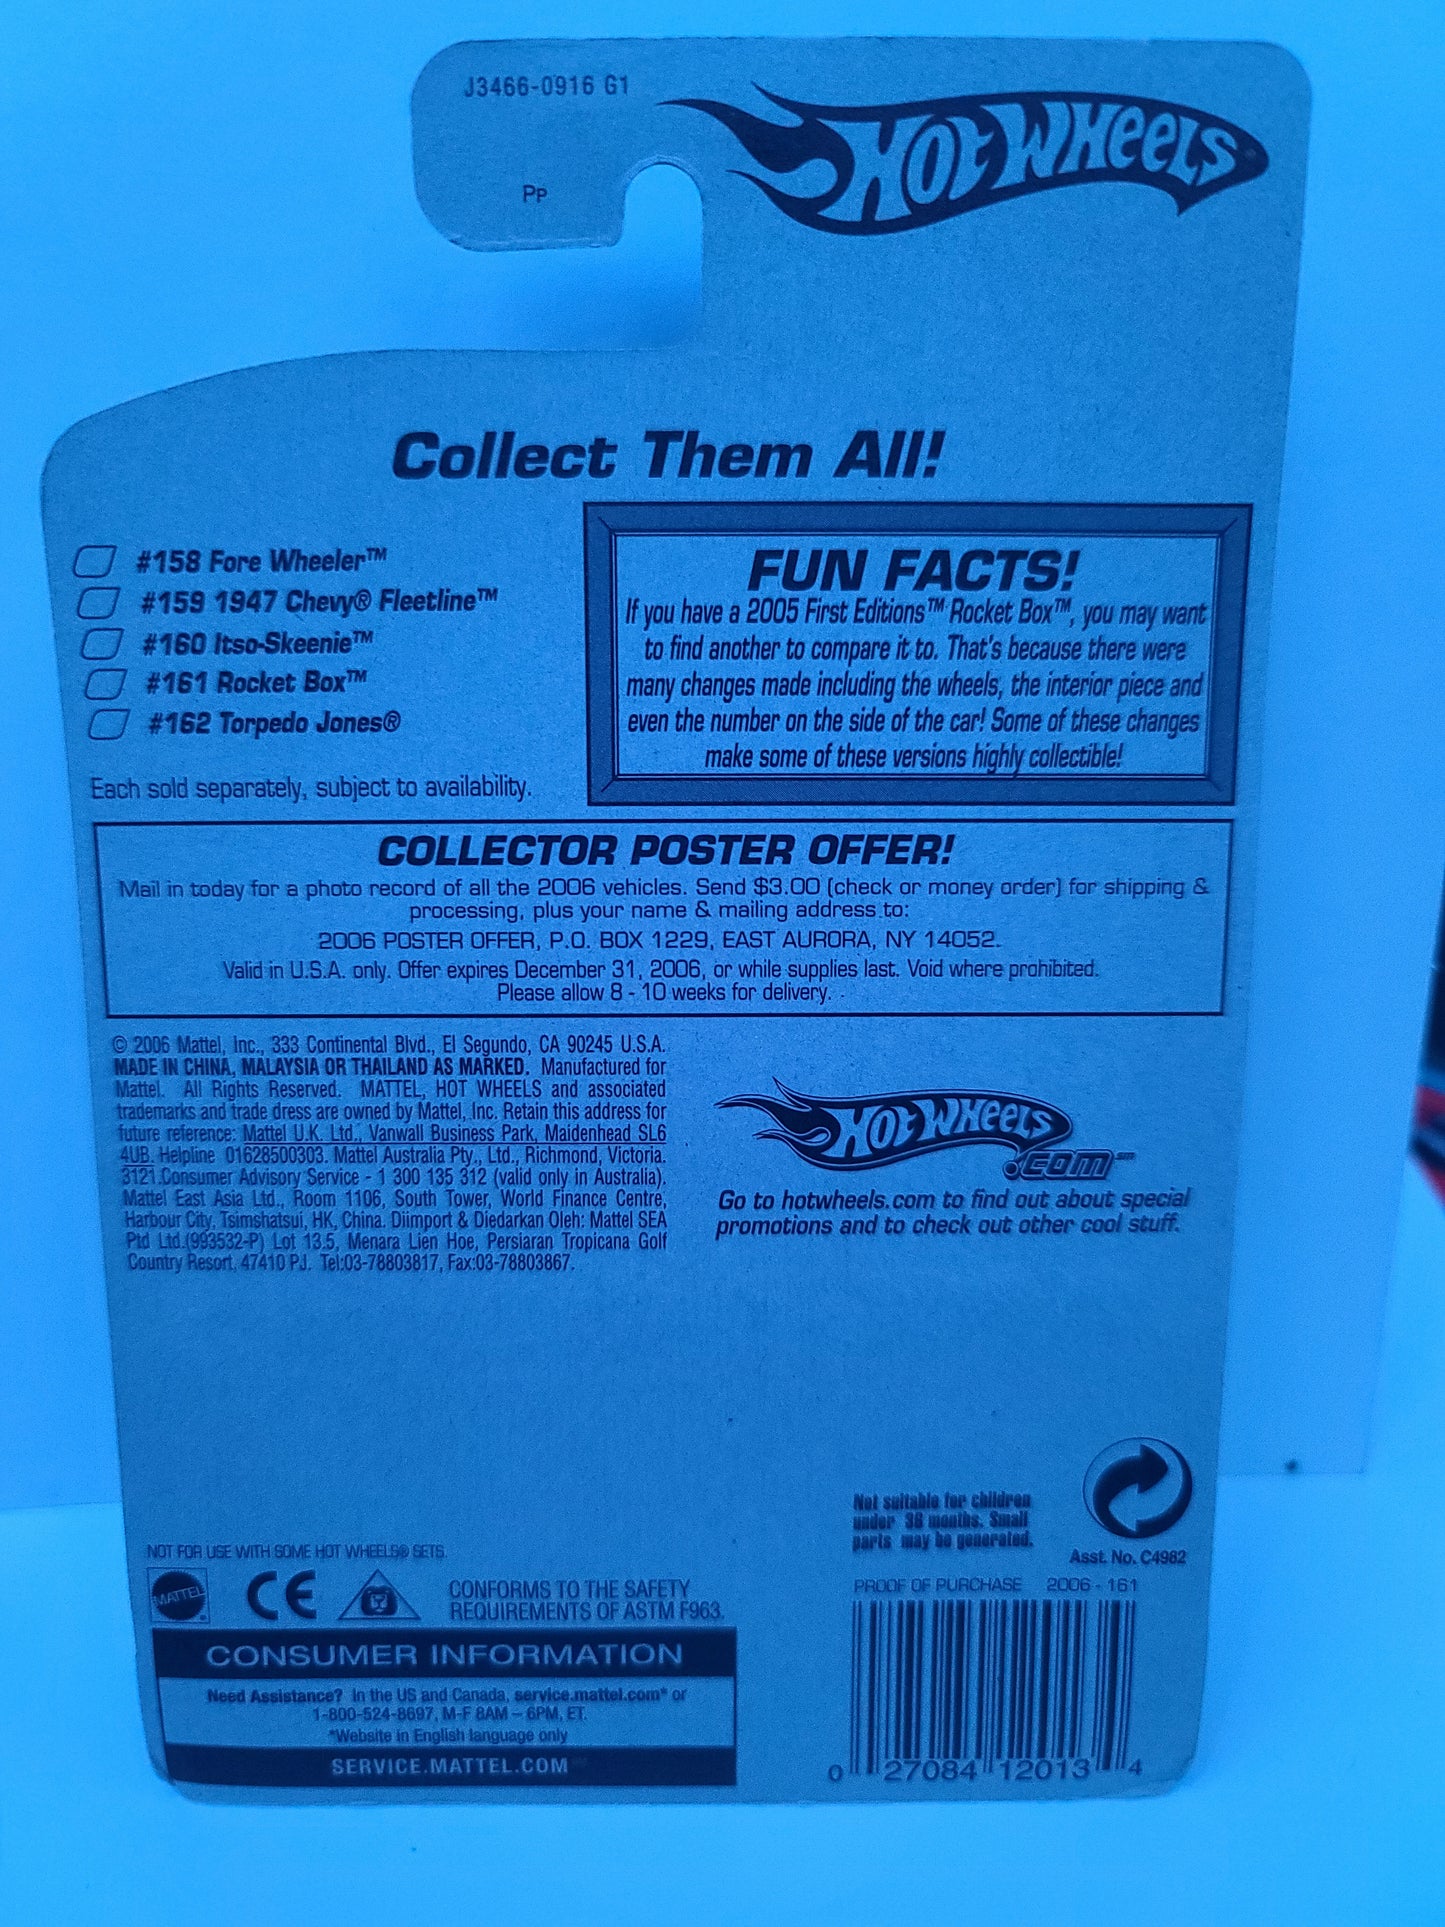 J3466-0916 G1
HOT WHEELS
PP
Collect Them All!
#158 Fore Wheeler™
#159 1947 Chevy® Fleetline™
#160 Itso-Skeenie™
#161 Rocket Box™
#162 Torpedo Jones®
Each sold separately, subject to availability.
FUN FACTS!
If you have a 2005 First Editions™ Rocket Box™, you may want
to find another to compare it to. That's because there were
many changes made including the wheels, the interior piece and
even the number on the side of the car! Some of these changes
make some of these versions highly collectible!
COLLECTOR POSTER OFFER!
Mail in today for a photo record of all the 2006 vehicles. Send $3.00 (check or money order) for shipping &
processing, plus your name & mailing address to:
2006 POSTER OFFER, P.O. BOX 1229, EAST AURORA, NY 14052.
Valid in U.S.A. only. Offer expires December 31, 2006, or while supplies last. Void where prohibited.
Please allow 8 - 10 weeks for delivery.
© 2006 Mattel, Inc., 333 Continental Blvd., El Segundo, CA 90245 U.S.A.
MADE IN CHINA, MALAYSIA OR THAILAND AS MARKED. Manufactured for
Mattel. All Rights Reserved. MATTEL, HOT WHEELS and associated
trademarks and trade dress are owned by Mattel, Inc. Retain this address for
future reference: Mattel U.K. Ltd., Vanwall Business Park, Maidenhead SL6
4UB. Helpline 01628500303. Mattel Australia Pty., Ltd., Richmond, Victoria.
3121.Consumer Advisory Service - 1 300 135 312 (valid only in Australia).
Mattel East Asia Ltd., Room 1106, South Tower, World Finance Centre,
Harbour City, Tsimshatsui, HK, China. Diimport & Diedarkan Oleh: Mattel SEA
Ptd Ltd.(993532-P) Lot 13.5, Menara Lien Hoe, Persiaran Tropicana Golf
Country Resort, 47410 PJ. Tel:03-78803817, Fax:03-78803867.
HOT WHEELS
.COM℠
Go to hotwheels.com to find out about special
promotions and to check out other cool stuff.
Not suitable for children
under 36 months. Small
parts may be generated.
Asst. No. C4982
NOT FOR USE WITH SOME HOT WHEELS® SETS.
MATTEL
CE
CONFORMS TO THE SAFETY
REQUIREMENTS OF ASTM F963.
PROOF OF PURCHASE 2006 - 161
CONSUMER INFORMATION
Need Assistance? In the US and Canada, service.mattel.com* or
1-800-524-8697, M-F 8AM – 6PM, ET.
*Website in English language only
SERVICE.MATTEL.COM
0 27084 12013 4